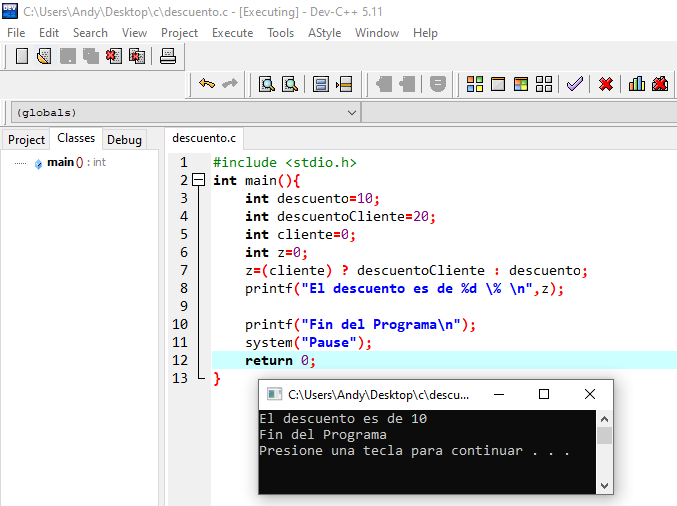 C:\Users\Andy\Desktop\c\descuento.c - [Executing] - Dev-C++ 5.11
File Edit Search View Project Execute Tools AStyle Window Help
(globals)
Project Classes Debug
main () : int
descuento.c
1 #include <stdio.h>
2 int main(){
3 int descuento=10;
4 int descuentoCliente=20;
5 int cliente=0;
6 int z=0;
7 z=(cliente) ? descuentoCliente : descuento;
8 printf("El descuento es de %d \% \n",z);
9
10 printf("Fin del Programa\n");
11 system("Pause");
12 return 0;
13 }
C:\Users\Andy\Desktop\c\descu...
El descuento es de 10
Fin del Programa
Presione una tecla para continuar . . .